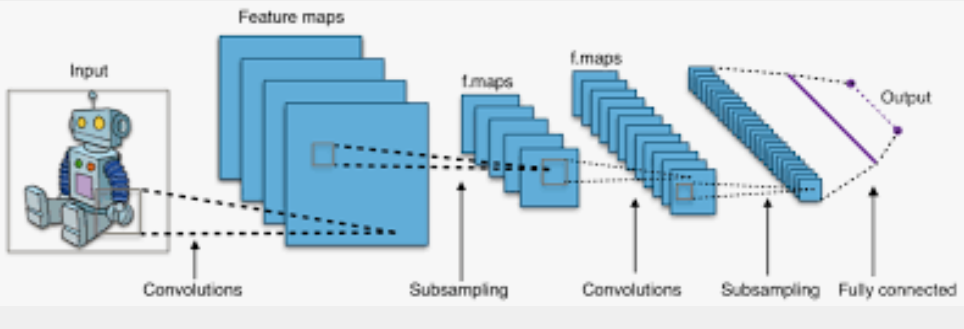 Feature maps
Input
f.maps
f.maps
Output
Convolutions
Subsampling
Convolutions
Subsampling
Fully connected